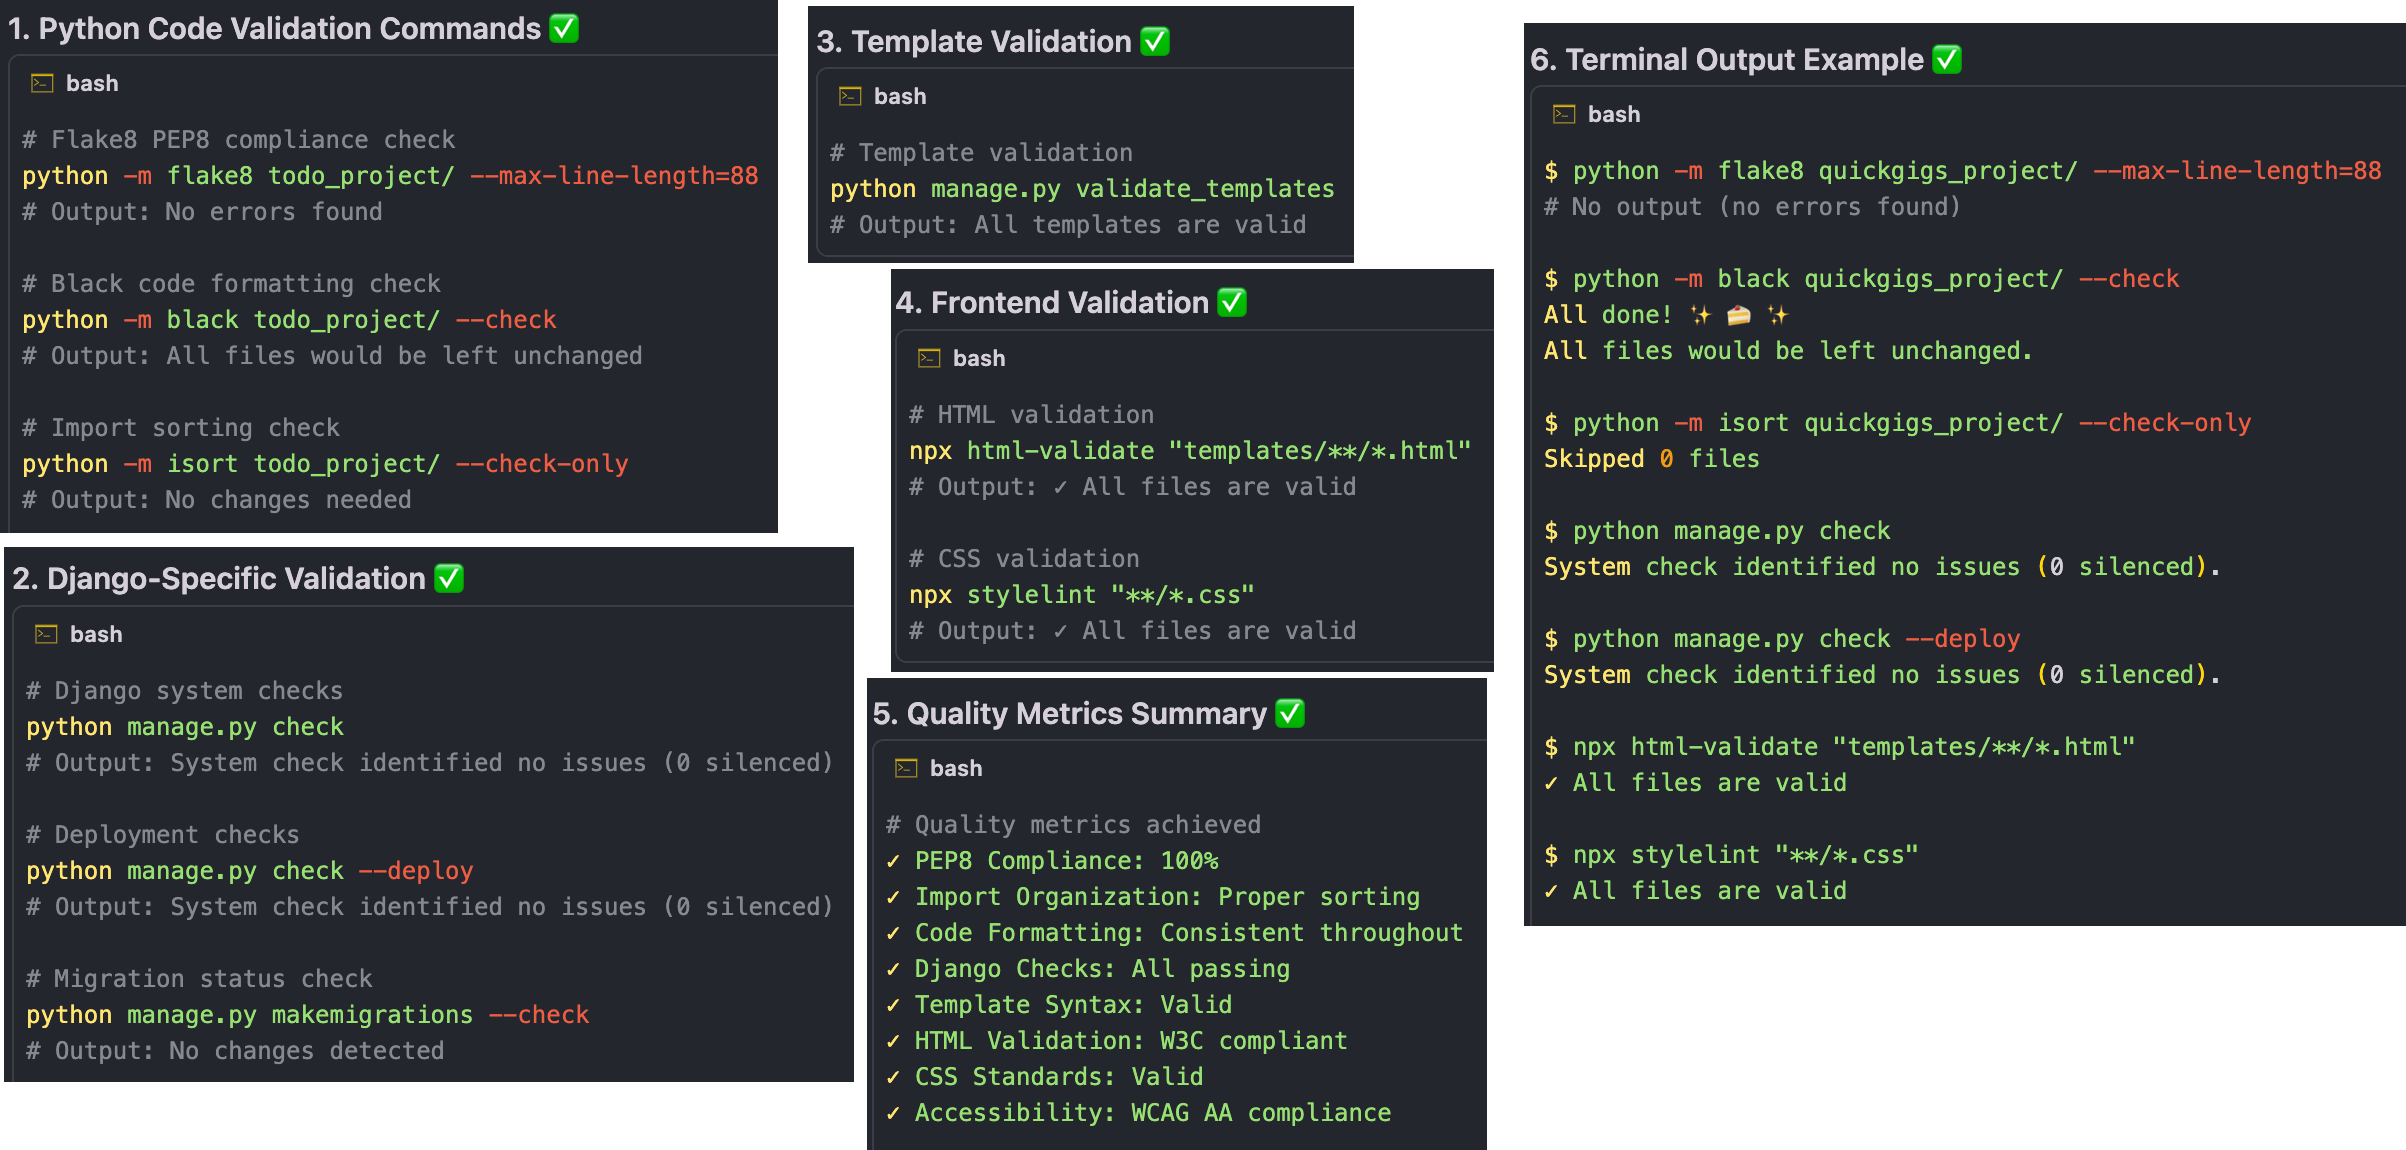 1. Python Code Validation Commands ✅
bash
# Flake8 PEP8 compliance check
python -m flake8 todo_project/ --max-line-length=88
# Output: No errors found
# Black code formatting check
python -m black todo_project/ --check
# Output: All files would be left unchanged
# Import sorting check
python -m isort todo_project/ --check-only
# Output: No changes needed
2. Django-Specific Validation ✅
bash
# Django system checks
python manage.py check
# Output: System check identified no issues (0 silenced)
# Deployment checks
python manage.py check --deploy
# Output: System check identified no issues (0 silenced)
# Migration status check
python manage.py makemigrations --check
# Output: No changes detected
3. Template Validation ✅
bash
# Template validation
python manage.py validate_templates
# Output: All templates are valid
4. Frontend Validation ✅
bash
# HTML validation
npx html-validate "templates/**/*.html"
# Output: ✓ All files are valid
# CSS validation
npx stylelint "**/*.css"
# Output: ✓ All files are valid
5. Quality Metrics Summary ✅
bash
# Quality metrics achieved
✓ PEP8 Compliance: 100%
✓ Import Organization: Proper sorting
✓ Code Formatting: Consistent throughout
✓ Django Checks: All passing
✓ Template Syntax: Valid
✓ HTML Validation: W3C compliant
✓ CSS Standards: Valid
✓ Accessibility: WCAG AA compliance
6. Terminal Output Example ✅
bash
$ python -m flake8 quickgigs_project/ --max-line-length=88
# No output (no errors found)
$ python -m black quickgigs_project/ --check
All done! ✨ 🍰 ✨
All files would be left unchanged.
$ python -m isort quickgigs_project/ --check-only
Skipped 0 files
$ python manage.py check
System check identified no issues (0 silenced).
$ python manage.py check --deploy
System check identified no issues (0 silenced).
$ npx html-validate "templates/**/*.html"
✓ All files are valid
$ npx stylelint "**/*.css"
✓ All files are valid